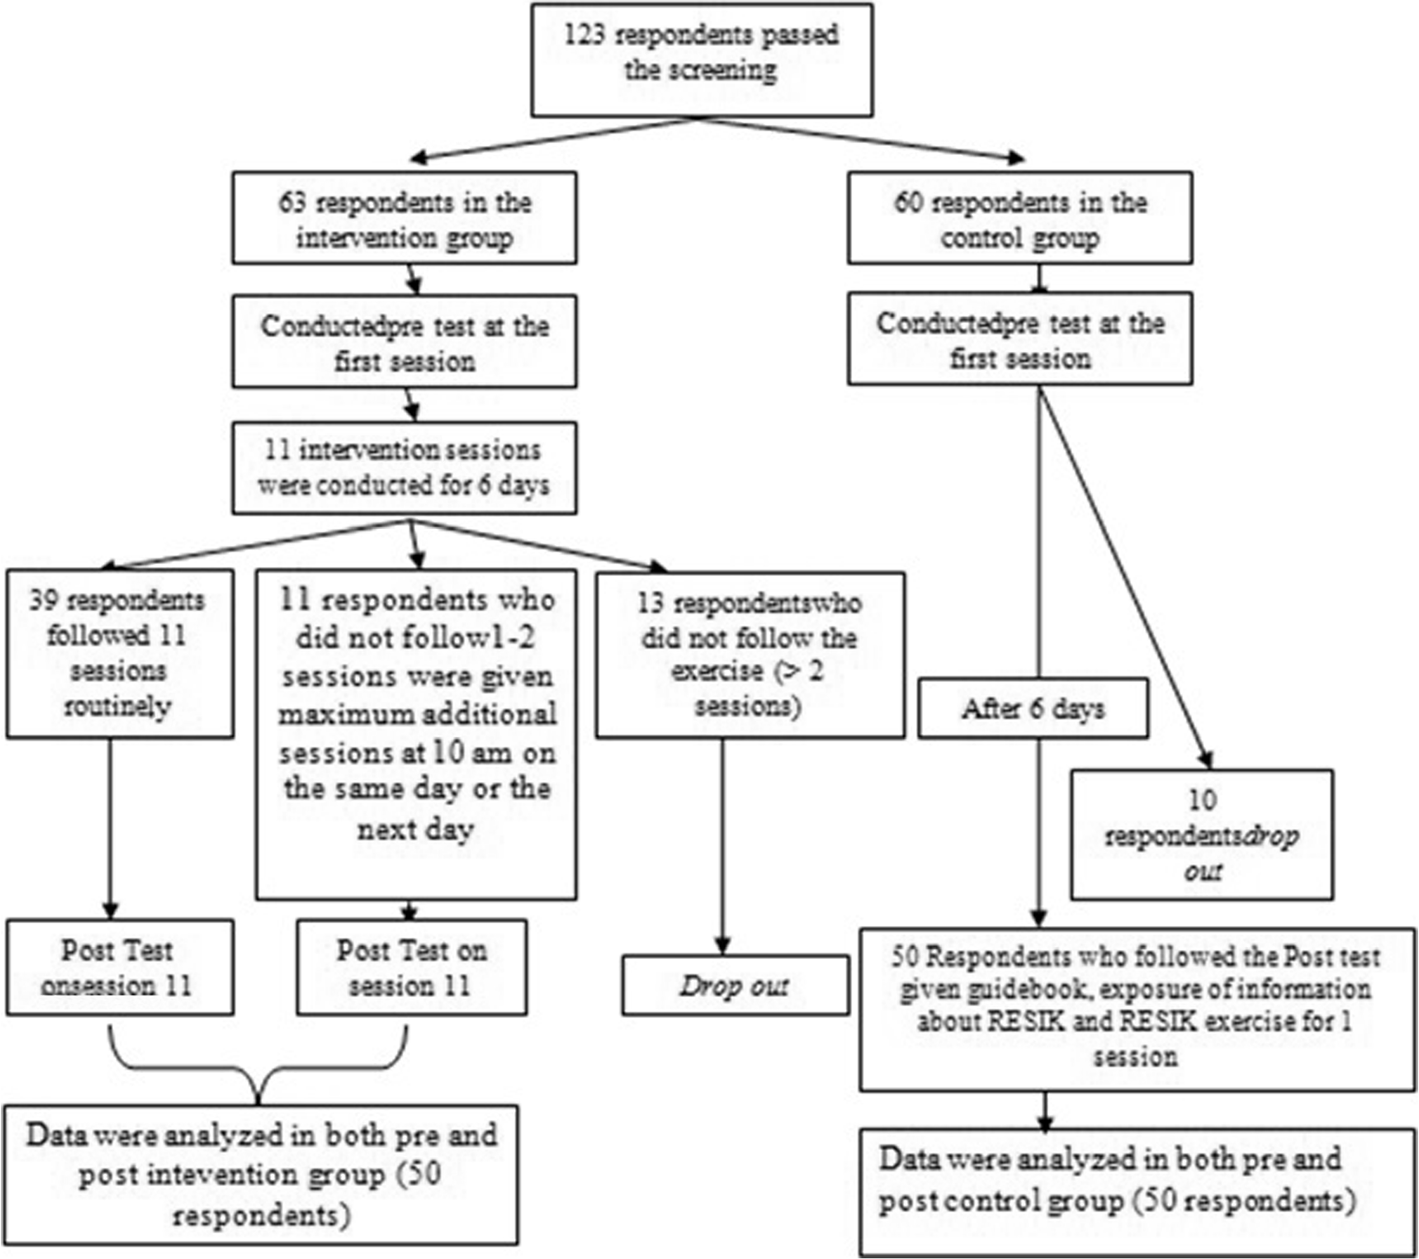 123 respondents passed
the screening
63 respondents in the
intervention group
60 respondents in the
control group
Conductedpre test at the
first session
Conductedpre test at the
first session
11 intervention sessions
were conducted for 6 days
39 respondents
followed 11
sessions
routinely
11 respondents who
did not follow1-2
sessions were given
maximum additional
sessions at 10 am on
the same day or the
next day
13 respondentswho
did not follow the
exercise (> 2
sessions)
After 6 days
10
respondentsdrop
out
Post Test
onsession 11
Post Test on
session 11
Drop out
50 Respondents who followed the Post test
given guidebook, exposure of information
about RESIK and RESIK exercise for 1
session
Data were analyzed in both pre and
post intevention group (50
respondents)
Data were analyzed in both pre and
post control group (50 respondents)